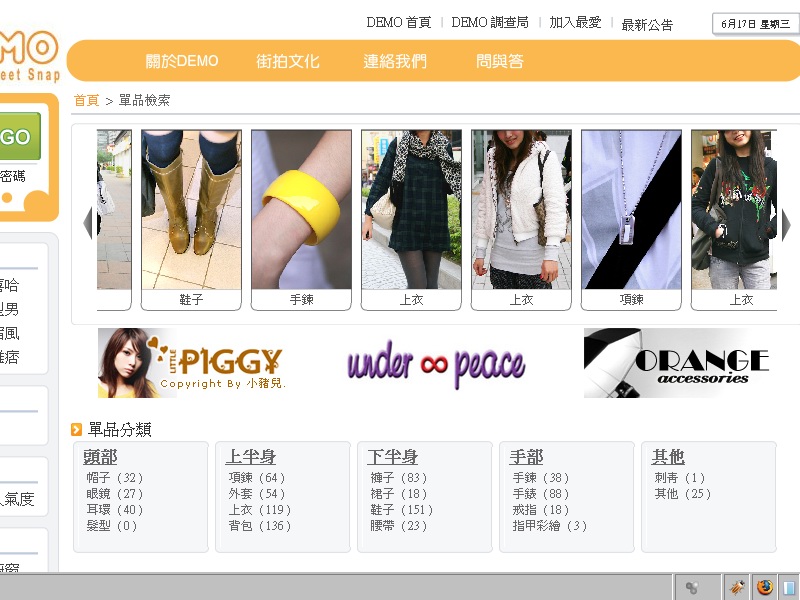 DEMO 首頁 | DEMO 調查局 | 加入最愛 | 最新公告
6月17日 星期三
MO
eet Snap
關於DEMO 街拍文化 連絡我們 問與答
首頁 > 單品檢索
GO
密碼
鞋子 手鍊 上衣 上衣 項鍊 上衣
LITTLE PIGGY
Copyright By 小豬兒.
under ∞ peace
ORANGE
accessories
單品分類
頭部
帽子 (32)
眼鏡 (27)
耳環 (40)
髮型 (0)
上半身
項鍊 (64)
外套 (54)
上衣 (119)
背包 (136)
下半身
褲子 (83)
裙子 (18)
鞋子 (151)
腰帶 (23)
手部
手鍊 (38)
手錶 (88)
戒指 (18)
指甲彩繪 (3)
其他
刺青 (1)
其他 (25)
嘻哈
型男
風
痞
人氣度